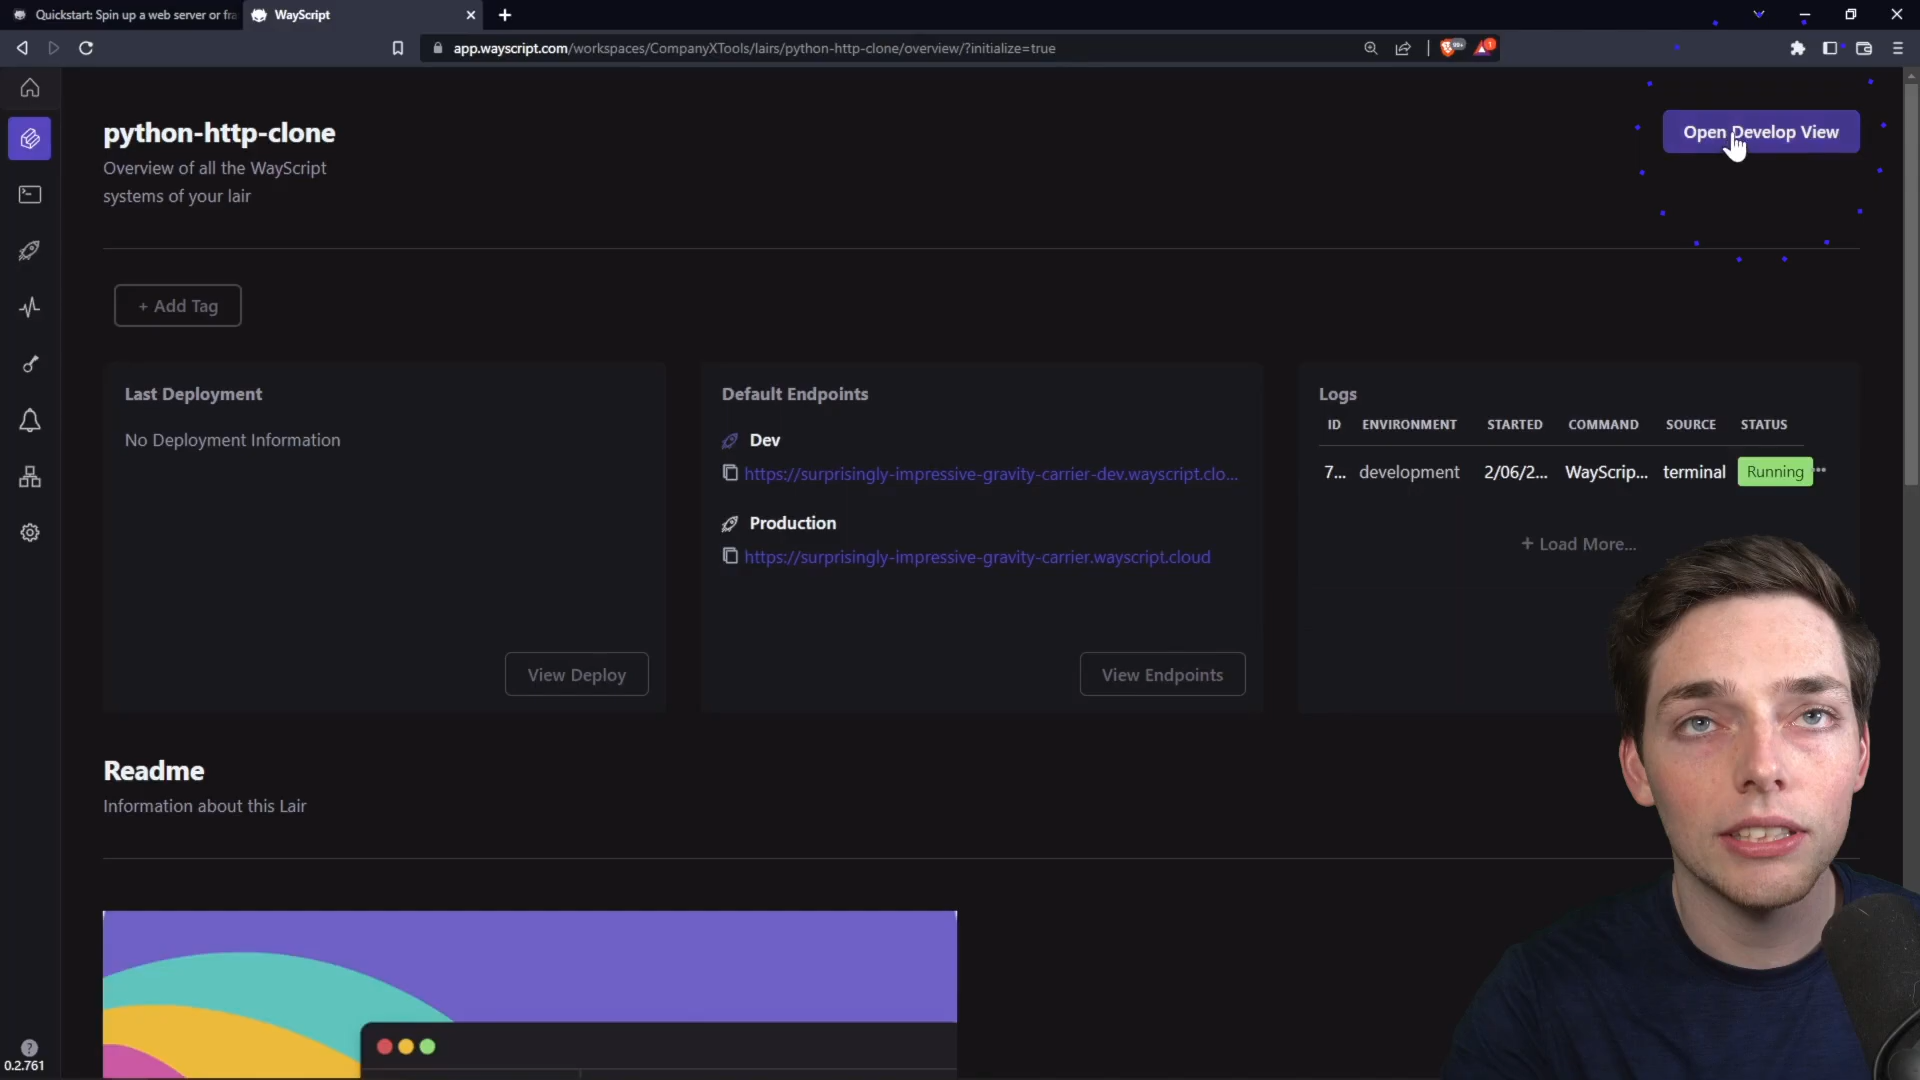 Quickstart: Spin up a web server or fra
WayScript
app.wayscript.com/workspaces/CompanyXTools/lairs/python-http-clone/overview/?initialize=true
99+
1
python-http-clone
Overview of all the WayScript
systems of your lair
Open Develop View
+ Add Tag
Last Deployment
No Deployment Information
View Deploy
Default Endpoints
Dev
https://surprisingly-impressive-gravity-carrier-dev.wayscript.clo...
Production
https://surprisingly-impressive-gravity-carrier.wayscript.cloud
View Endpoints
Logs
ID ENVIRONMENT STARTED COMMAND SOURCE STATUS
7... development 2/06/2... WayScrip... terminal Running ...
+ Load More...
Readme
Information about this Lair
?
0.2.761